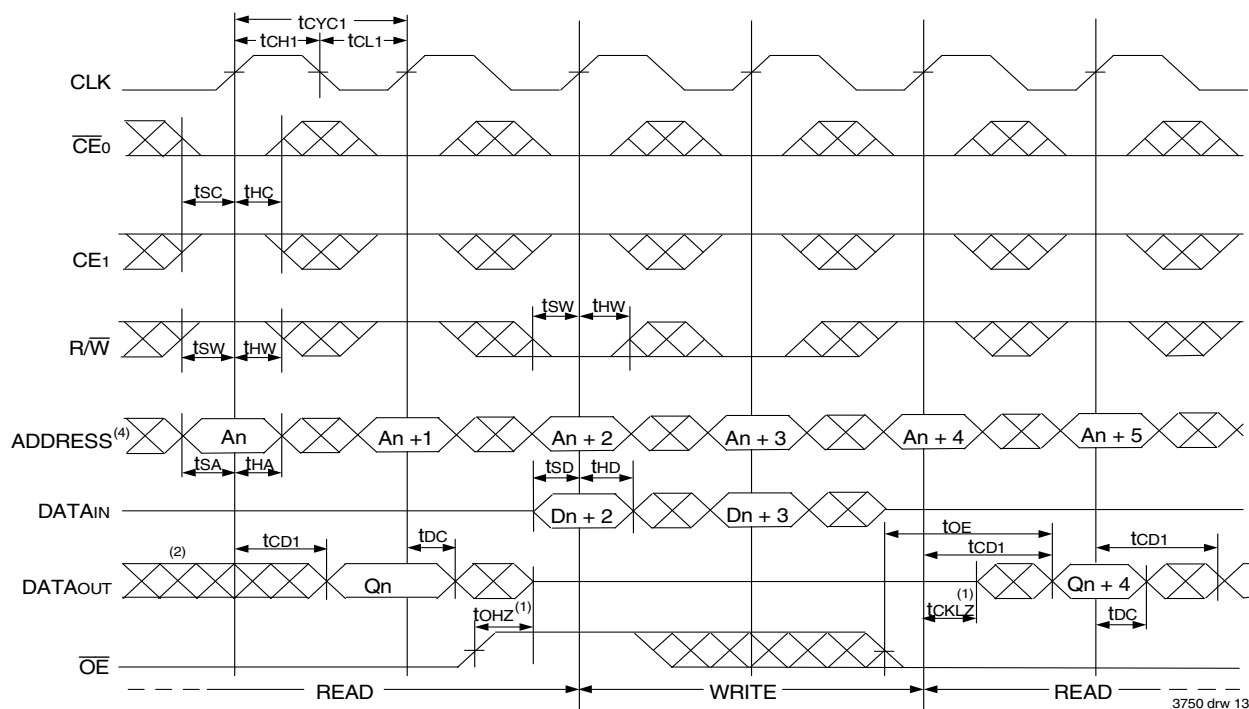 tCYC1
tCH1 tCL1
CLK
CE0
tSC tHC
CE1
tSW tHW
R/W
tSW tHW
ADDRESS(4) An An +1 An + 2 An + 3 An + 4 An + 5
tSA tHA
tSD tHD
DATAIN Dn + 2 Dn + 3
tOE
(2) tCD1 tDC tCD1 tCD1
DATAOUT Qn Qn + 4
tOHZ(1) tCKLZ(1) tDC
OE
READ WRITE READ
3750 drw 13